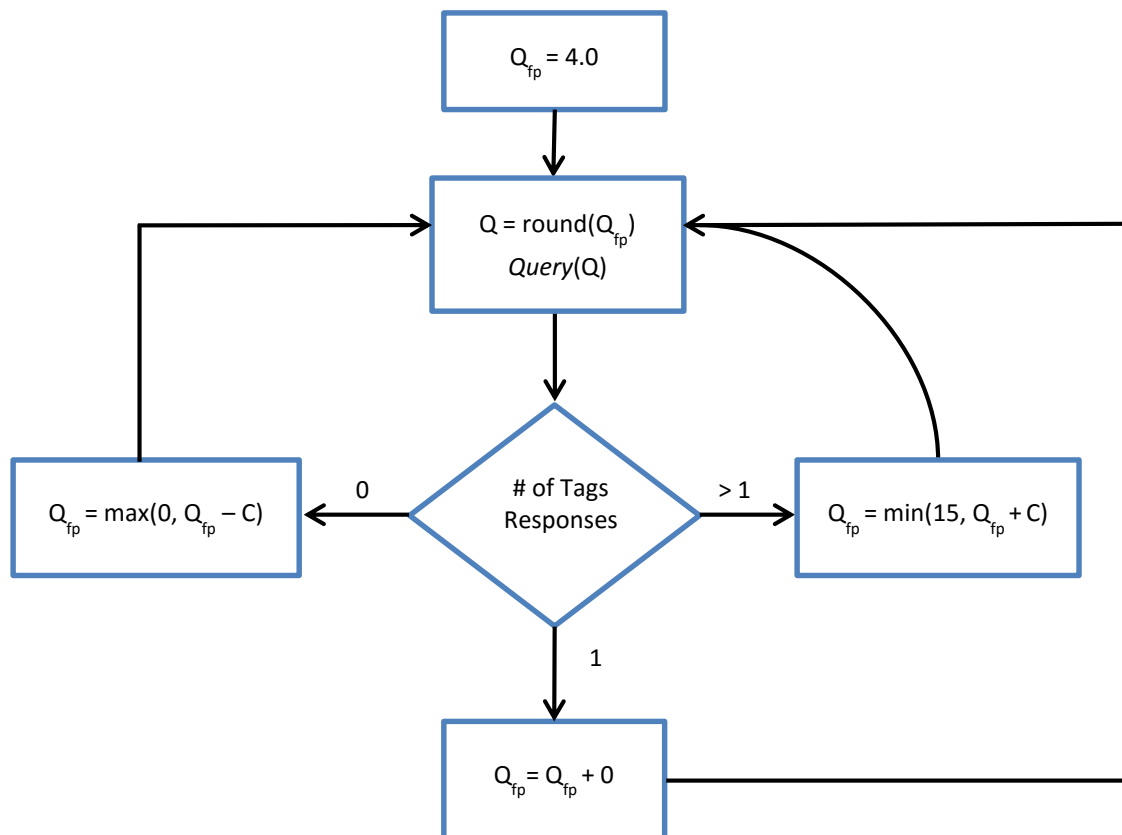 Q_fp = 4.0
Q = round(Q_fp)
Query(Q)
0
# of Tags
Responses
> 1
Q_fp = max(0, Q_fp – C)
Q_fp = min(15, Q_fp + C)
1
Q_fp = Q_fp + 0